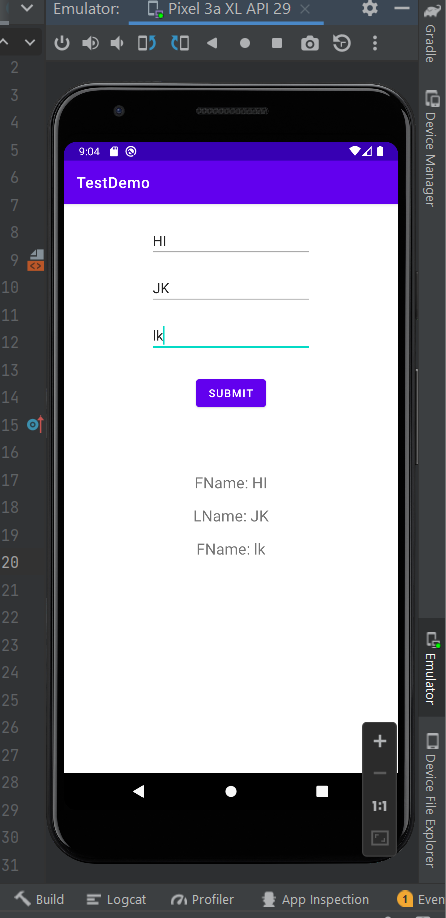 Emulator: Pixel 3a XL API 29
Gradle
Device Manager
2
3
4
5
6
7
8
9
10
11
12
13
14
15
16
17
18
19
20
21
22
23
24
25
26
27
28
29
30
31
9:04
TestDemo
HI
JK
lk
SUBMIT
FName: HI
LName: JK
FName: lk
1:1
Emulator
Device File Explorer
Build Logcat Profiler App Inspection 1 Even